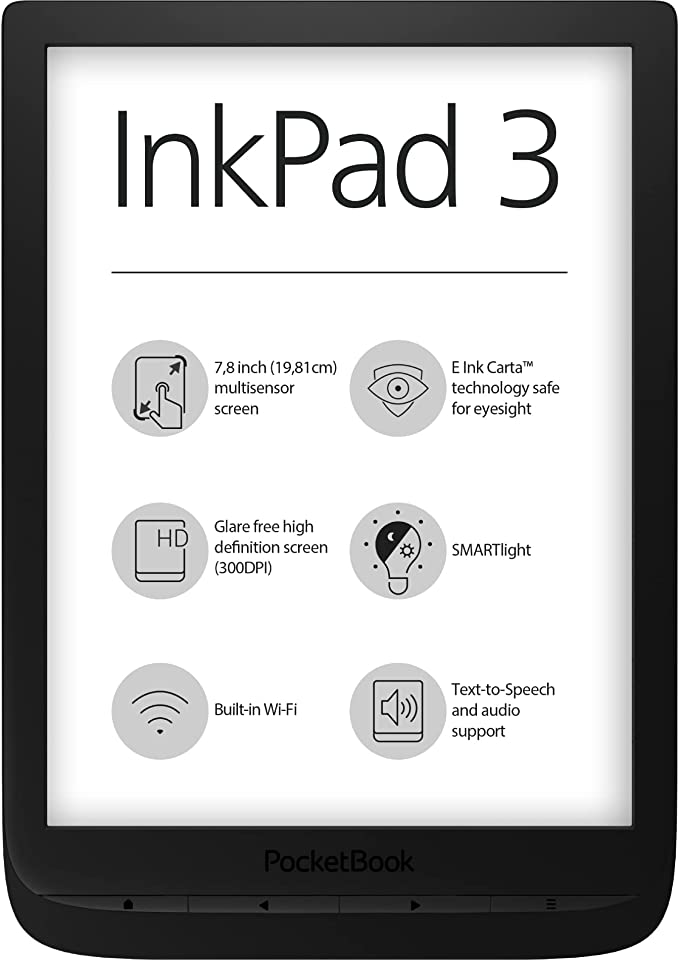 InkPad 3
7,8 inch (19,81cm)
multisensor
screen
E Ink Carta™
technology safe
for eyesight
HD
Glare free high
definition screen
(300DPI)
SMARTlight
Built-in Wi-Fi
Text-to-Speech
and audio
support
PocketBook